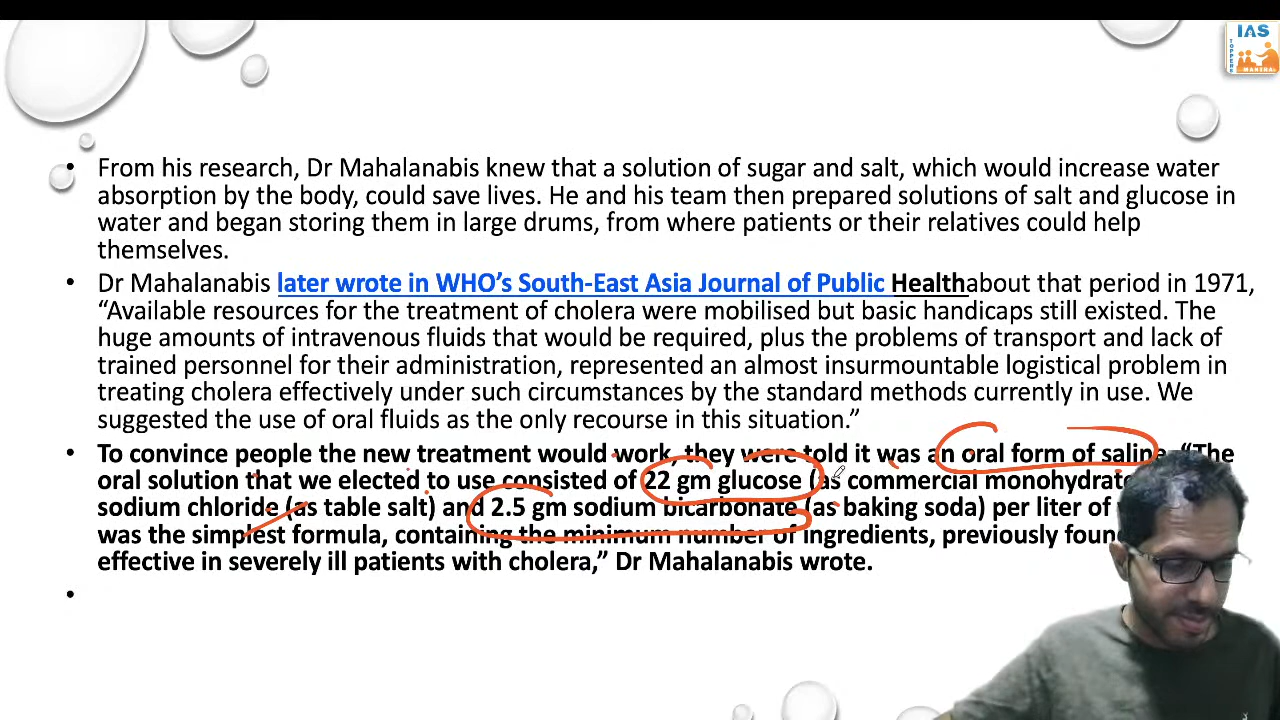 IAS
TOPPERS
MANTRA
• From his research, Dr Mahalanabis knew that a solution of sugar and salt, which would increase water
absorption by the body, could save lives. He and his team then prepared solutions of salt and glucose in
water and began storing them in large drums, from where patients or their relatives could help
themselves.
• Dr Mahalanabis later wrote in WHO’s South-East Asia Journal of Public Healthabout that period in 1971,
“Available resources for the treatment of cholera were mobilised but basic handicaps still existed. The
huge amounts of intravenous fluids that would be required, plus the problems of transport and lack of
trained personnel for their administration, represented an almost insurmountable logistical problem in
treating cholera effectively under such circumstances by the standard methods currently in use. We
suggested the use of oral fluids as the only recourse in this situation.”
• To convince people the new treatment would work, they were told it was an oral form of saline. “The
oral solution that we elected to use consisted of 22 gm glucose (as commercial monohydrate
sodium chloride (as table salt) and 2.5 gm sodium bicarbonate (as baking soda) per liter of
was the simplest formula, containing the minimum number of ingredients, previously
effective in severely ill patients with cholera,” Dr Mahalanabis wrote.
•